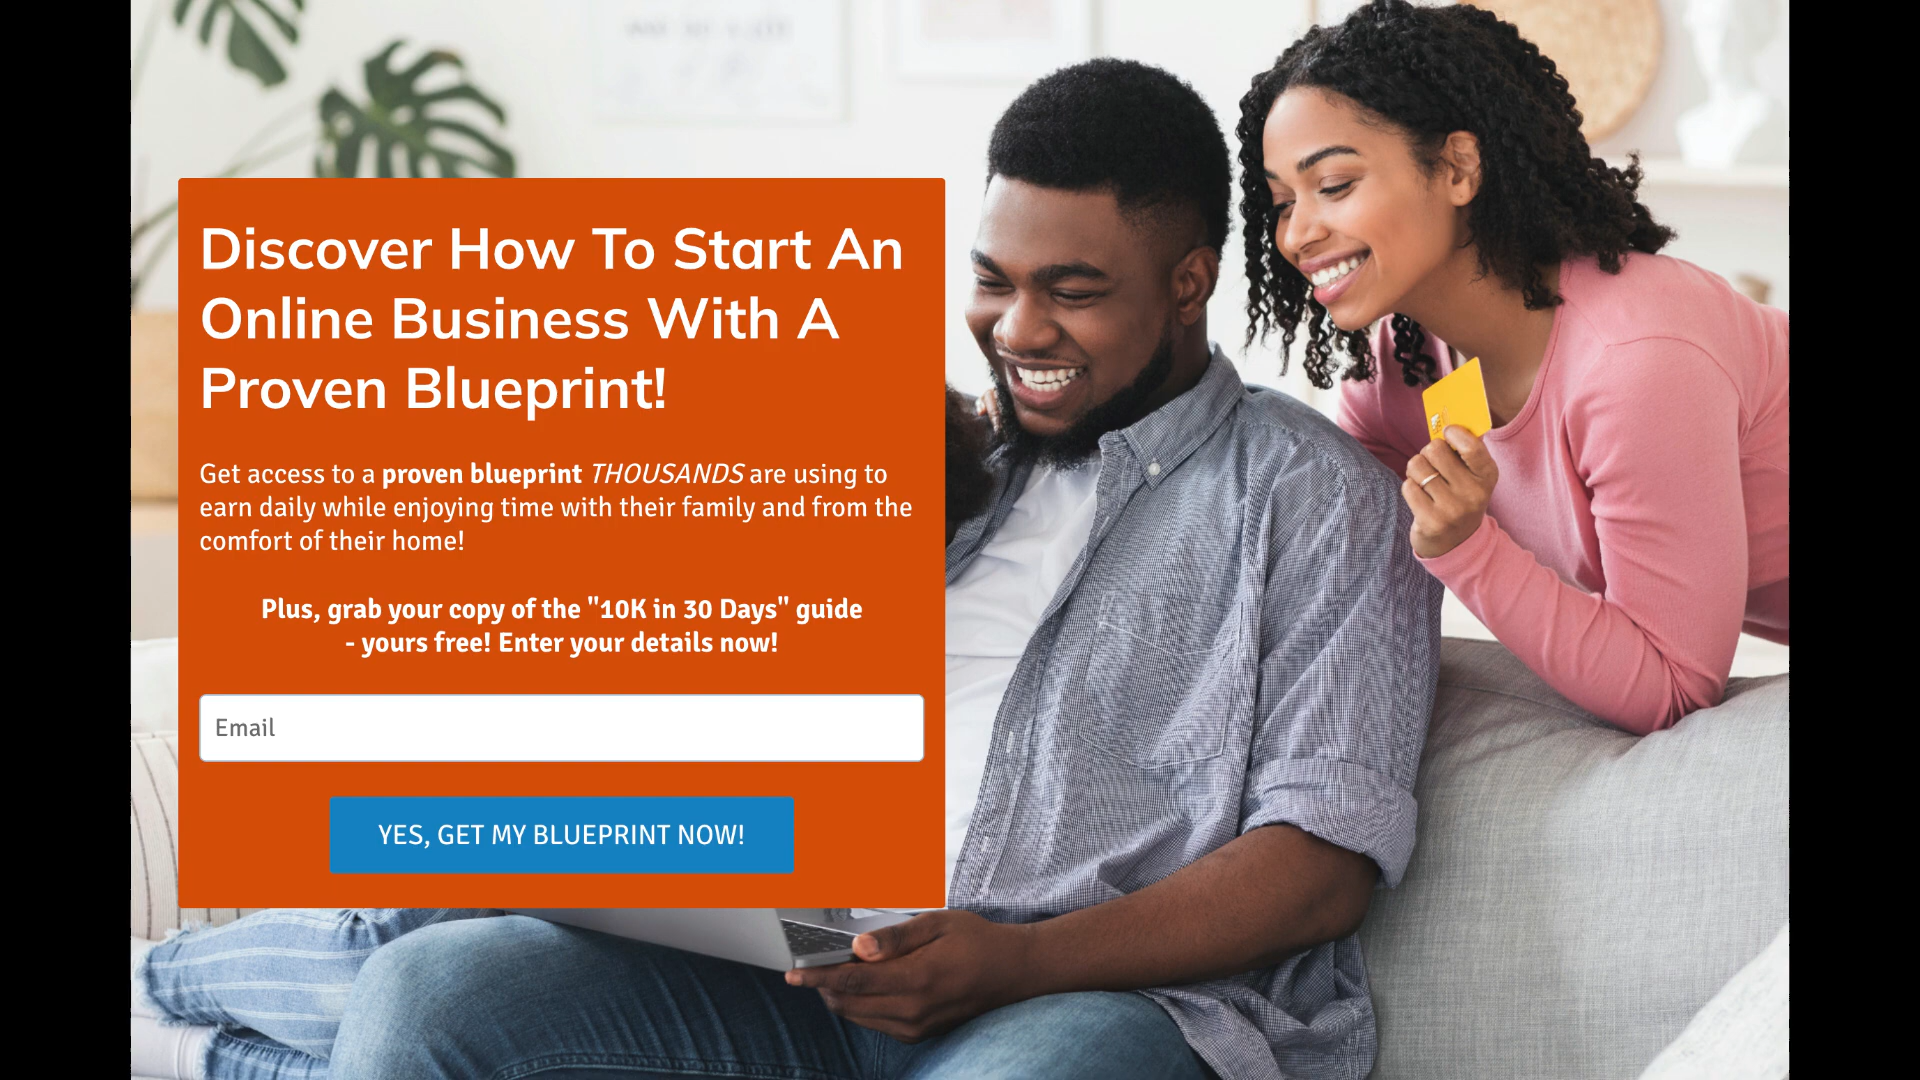 Discover How To Start An
Online Business With A
Proven Blueprint!
Get access to a proven blueprint THOUSANDS are using to
earn daily while enjoying time with their family and from the
comfort of their home!
Plus, grab your copy of the "10K in 30 Days" guide
- yours free! Enter your details now!
Email
YES, GET MY BLUEPRINT NOW!